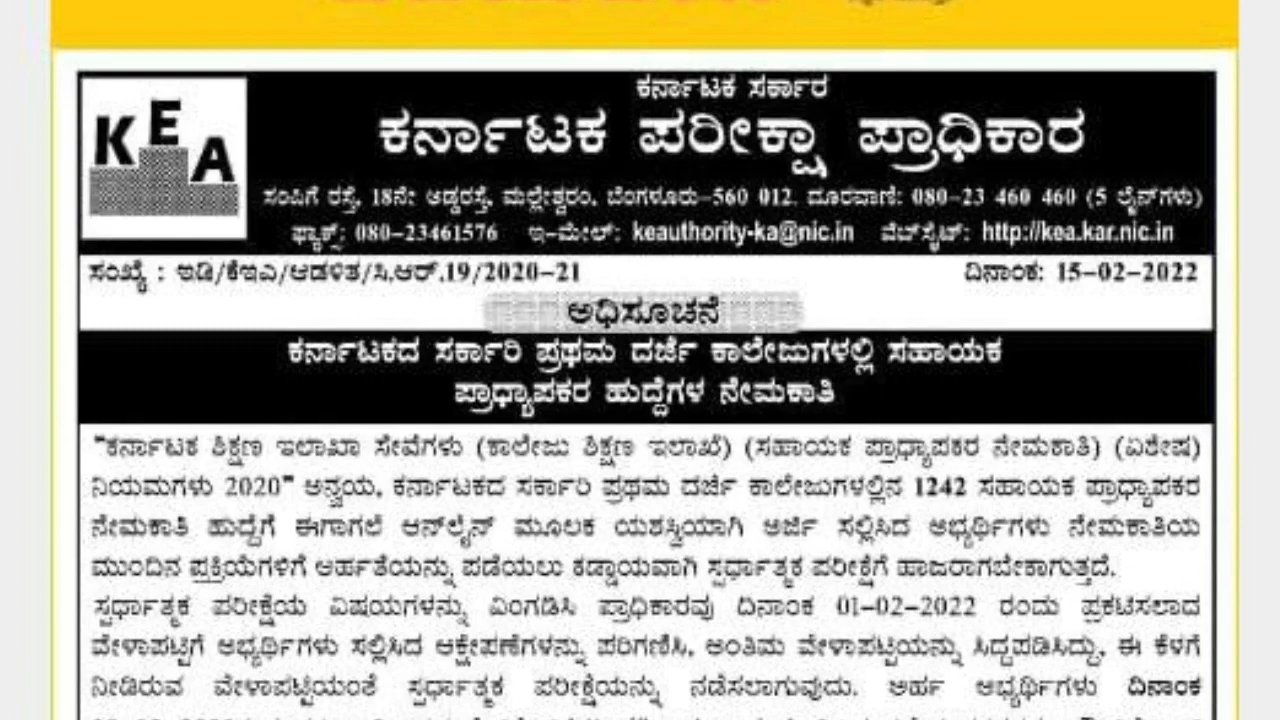 KEA
ಕರ್ನಾಟಕ ಸರ್ಕಾರ
ಕರ್ನಾಟಕ ಪರೀಕ್ಷಾ ಪ್ರಾಧಿಕಾರ
ಸಂಪಿಗೆ ರಸ್ತೆ, 18ನೇ ಅಡ್ಡರಸ್ತೆ, ಮಲ್ಲೇಶ್ವರಂ, ಬೆಂಗಳೂರು-560 012. ದೂರವಾಣಿ: 080-23 460 460 (5 ಲೈನ್‌ಗಳು)
ಫ್ಯಾಕ್ಸ್: 080-23461576 ಇ-ಮೇಲ್: keauthority-ka@nic.in ವೆಬ್‌ಸೈಟ್: http://kea.kar.nic.in
ಸಂಖ್ಯೆ : ಇಡಿ/ಕೆಇಎ/ಆಡಳಿತ/ಸಿ.ಆರ್.19/2020-21 ದಿನಾಂಕ: 15-02-2022
ಅಧಿಸೂಚನೆ
ಕರ್ನಾಟಕದ ಸರ್ಕಾರಿ ಪ್ರಥಮ ದರ್ಜೆ ಕಾಲೇಜುಗಳಲ್ಲಿ ಸಹಾಯಕ
ಪ್ರಾಧ್ಯಾಪಕರ ಹುದ್ದೆಗಳ ನೇಮಕಾತಿ
"ಕರ್ನಾಟಕ ಶಿಕ್ಷಣ ಇಲಾಖಾ ಸೇವೆಗಳು (ಕಾಲೇಜು ಶಿಕ್ಷಣ ಇಲಾಖೆ) (ಸಹಾಯಕ ಪ್ರಾಧ್ಯಾಪಕರ ನೇಮಕಾತಿ) (ವಿಶೇಷ)
ನಿಯಮಗಳು 2020" ಅನ್ವಯ, ಕರ್ನಾಟಕದ ಸರ್ಕಾರಿ ಪ್ರಥಮ ದರ್ಜೆ ಕಾಲೇಜುಗಳಲ್ಲಿನ 1242 ಸಹಾಯಕ ಪ್ರಾಧ್ಯಾಪಕರ
ನೇಮಕಾತಿ ಹುದ್ದೆಗೆ ಈಗಾಗಲೆ ಆನ್‌ಲೈನ್ ಮೂಲಕ ಯಶಸ್ವಿಯಾಗಿ ಅರ್ಜಿ ಸಲ್ಲಿಸಿದ ಅಭ್ಯರ್ಥಿಗಳು ನೇಮಕಾತಿಯ
ಮುಂದಿನ ಪ್ರಕ್ರಿಯೆಗಳಿಗೆ ಅರ್ಹತೆಯನ್ನು ಪಡೆಯಲು ಕಡ್ಡಾಯವಾಗಿ ಸ್ಪರ್ಧಾತ್ಮಕ ಪರೀಕ್ಷೆಗೆ ಹಾಜರಾಗಬೇಕಾಗುತ್ತದೆ.
ಸ್ಪರ್ಧಾತ್ಮಕ ಪರೀಕ್ಷೆಯ ವಿಷಯಗಳನ್ನು ವಿಂಗಡಿಸಿ ಪ್ರಾಧಿಕಾರವು ದಿನಾಂಕ 01-02-2022 ರಂದು ಪ್ರಕಟಿಸಲಾದ
ವೇಳಾಪಟ್ಟಿಗೆ ಅಭ್ಯರ್ಥಿಗಳು ಸಲ್ಲಿಸಿದ ಆಕ್ಷೇಪಣೆಗಳನ್ನು ಪರಿಗಣಿಸಿ, ಅಂತಿಮ ವೇಳಾಪಟ್ಟಿಯನ್ನು ಸಿದ್ದಪಡಿಸಿದ್ದು, ಈ ಕೆಳಗೆ
ನೀಡಿರುವ ವೇಳಾಪಟ್ಟಿಯಂತೆ ಸ್ಪರ್ಧಾತ್ಮಕ ಪರೀಕ್ಷೆಯನ್ನು ನಡೆಸಲಾಗುವುದು. ಅರ್ಹ ಅಭ್ಯರ್ಥಿಗಳು ದಿನಾಂಕ